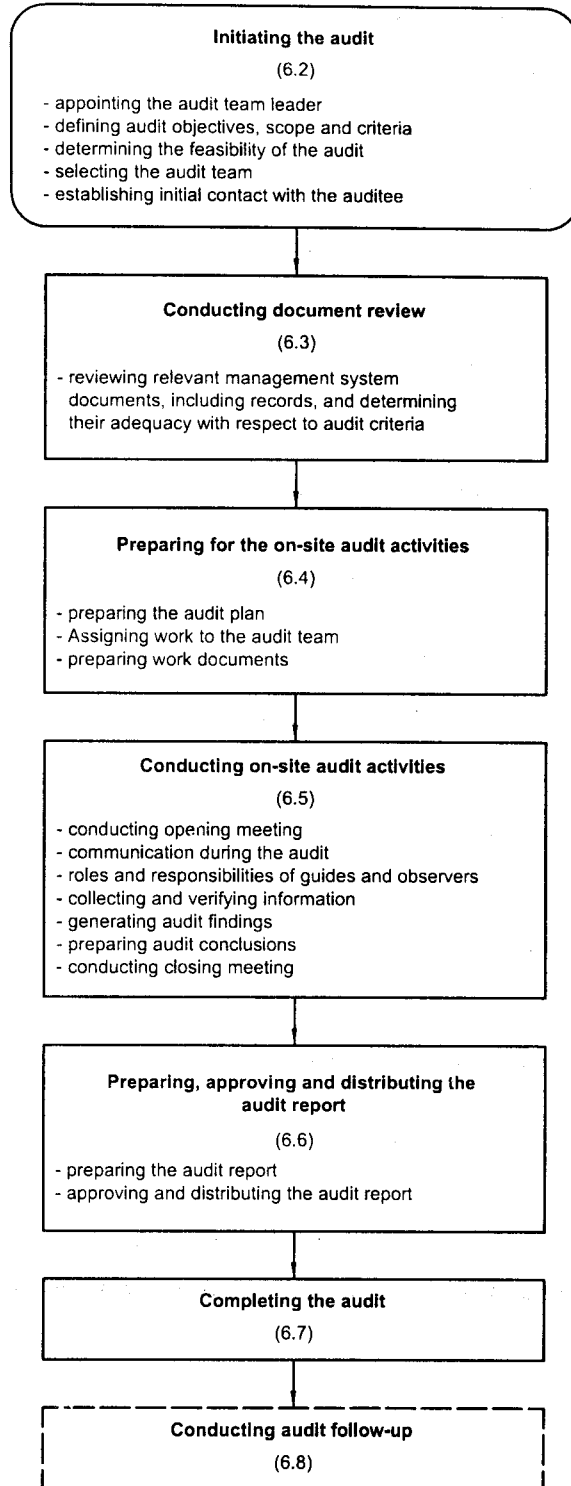 Initiating the audit
(6.2)
- appointing the audit team leader
- defining audit objectives, scope and criteria
- determining the feasibility of the audit
- selecting the audit team
- establishing initial contact with the auditee
Conducting document review
(6.3)
- reviewing relevant management system
documents, including records, and determining
their adequacy with respect to audit criteria
Preparing for the on-site audit activities
(6.4)
- preparing the audit plan
- Assigning work to the audit team
- preparing work documents
Conducting on-site audit activities
(6.5)
- conducting opening meeting
- communication during the audit
- roles and responsibilities of guides and observers
- collecting and verifying information
- generating audit findings
- preparing audit conclusions
- conducting closing meeting
Preparing, approving and distributing the
audit report
(6.6)
- preparing the audit report
- approving and distributing the audit report
Completing the audit
(6.7)
Conducting audit follow-up
(6.8)